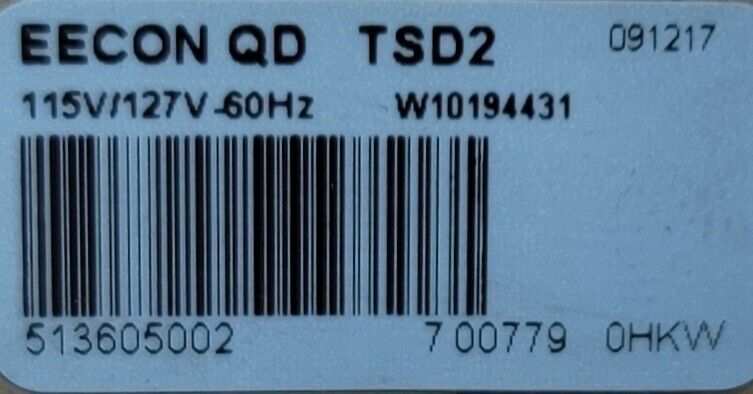 EECON QD TSD2 091217
115V/127V-60Hz W10194431
513605002 7 00779 0HKW